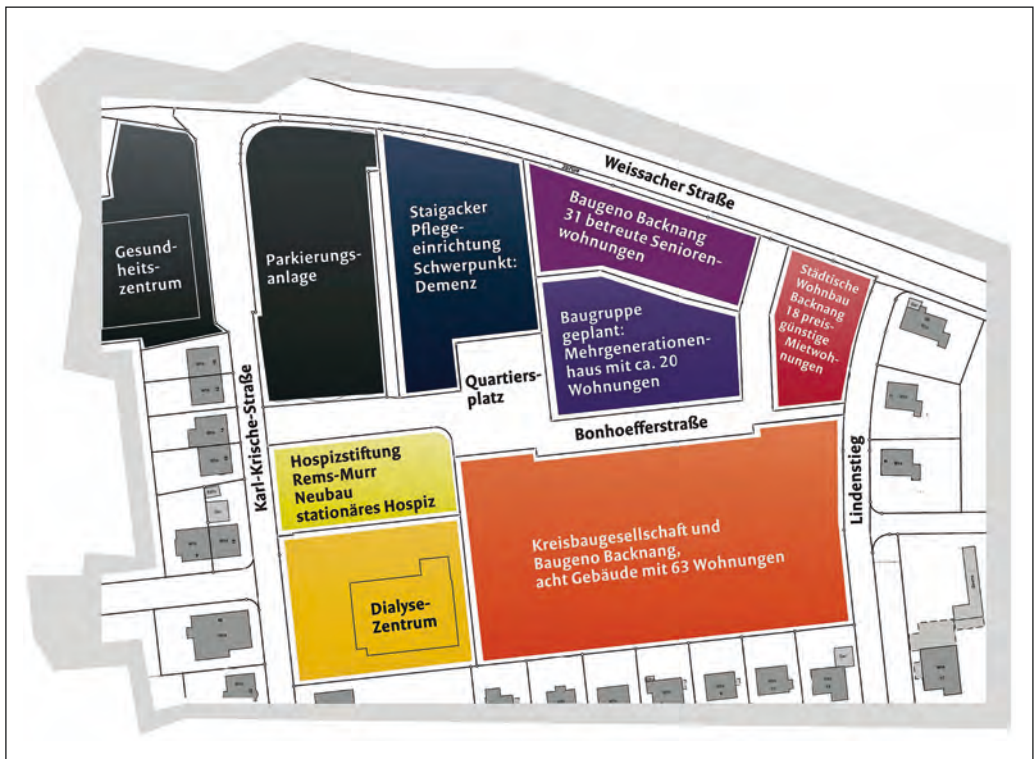 Weissacher Straße
Gesund-
heits-
zentrum
Parkierungs-
anlage
Staigacker
Pflege-
einrichtung
Schwerpunkt:
Demenz
Baugeno Backnang
31 betreute Senioren-
wohnungen
Städtische
Wohnbau
Backnang
18 preis-
günstige
Mietwoh-
nungen
Baugruppe
geplant:
Mehrgenerationen-
haus mit ca. 20
Wohnungen
Quartiers-
platz
Bonhoefferstraße
Karl-Krische-Straße
Lindenstieg
Hospizstiftung
Rems-Murr
Neubau
stationäres Hospiz
Kreisbaugesellschaft und
Baugeno Backnang,
acht Gebäude mit 63 Wohnungen
Dialyse-
Zentrum